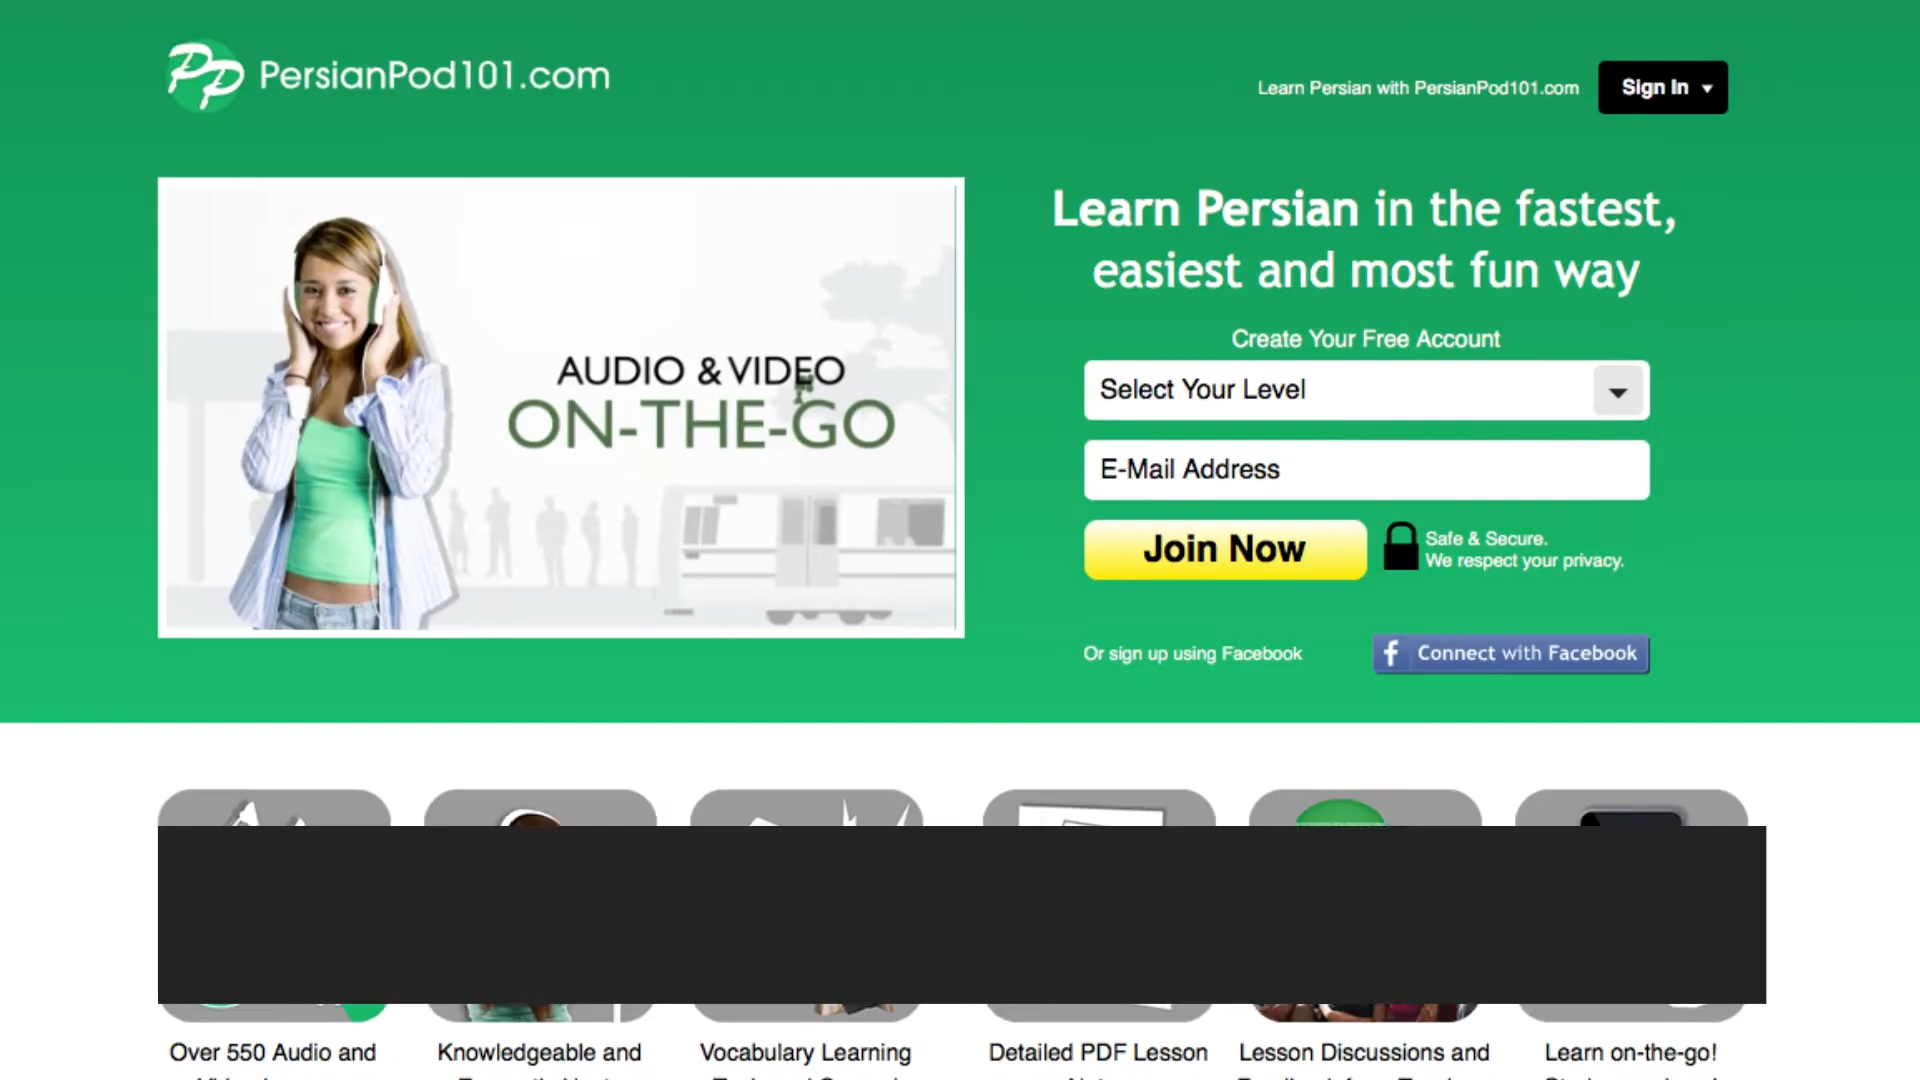 PP PersianPod101.com
Learn Persian with PersianPod101.com
Sign In
AUDIO & VIDEO
ON-THE-GO
Learn Persian in the fastest,
easiest and most fun way
Create Your Free Account
Select Your Level
E-Mail Address
Join Now
Safe & Secure.
We respect your privacy.
Or sign up using Facebook
f Connect with Facebook
Over 550 Audio and
Knowledgeable and
Vocabulary Learning
Detailed PDF Lesson
Lesson Discussions and
Learn on-the-go!